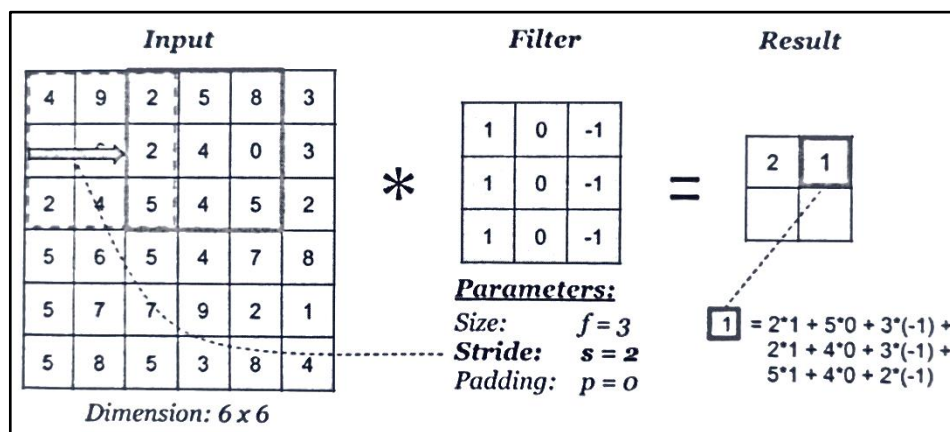 Input Filter Result
4 9 2 5 8 3
2 4 0 3
2 4 5 4 5 2
5 6 5 4 7 8
5 7 7 9 2 1
5 8 5 3 8 4
Dimension: 6 x 6
*
1 0 -1
1 0 -1
1 0 -1
Parameters:
Size: f = 3
Stride: s = 2
Padding: p = 0
=
2 1
1 = 2*1 + 5*0 + 3*(-1) +
2*1 + 4*0 + 3*(-1) +
5*1 + 4*0 + 2*(-1)